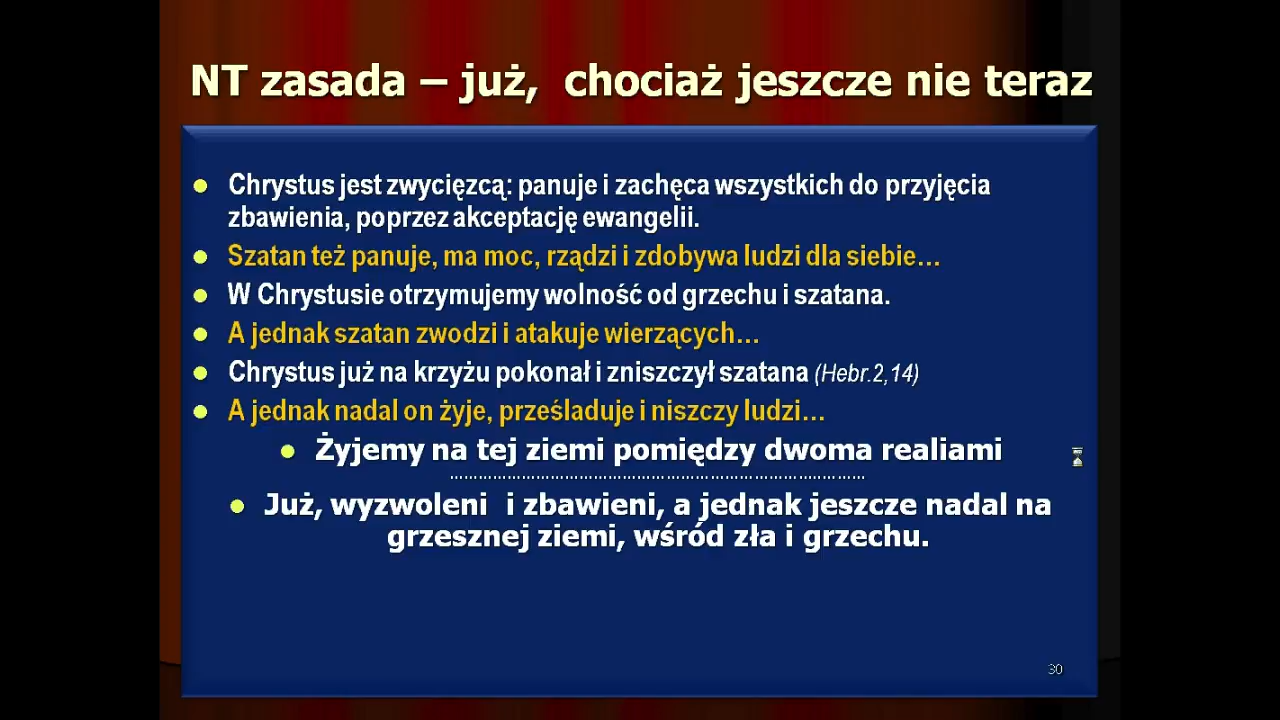 NT zasada – już, chociaż jeszcze nie teraz
Chrystus jest zwycięzcą: panuje i zachęca wszystkich do przyjęcia
zbawienia, poprzez akceptację ewangelii.
Szatan też panuje, ma moc, rządzi i zdobywa ludzi dla siebie…
W Chrystusie otrzymujemy wolność od grzechu i szatana.
A jednak szatan zwodzi i atakuje wierzących…
Chrystus już na krzyżu pokonał i zniszczył szatana (Hebr.2,14)
A jednak nadal on żyje, prześladuje i niszczy ludzi…
Żyjemy na tej ziemi pomiędzy dwoma realiami
Już, wyzwoleni i zbawieni, a jednak jeszcze nadal na
grzesznej ziemi, wśród zła i grzechu.
30